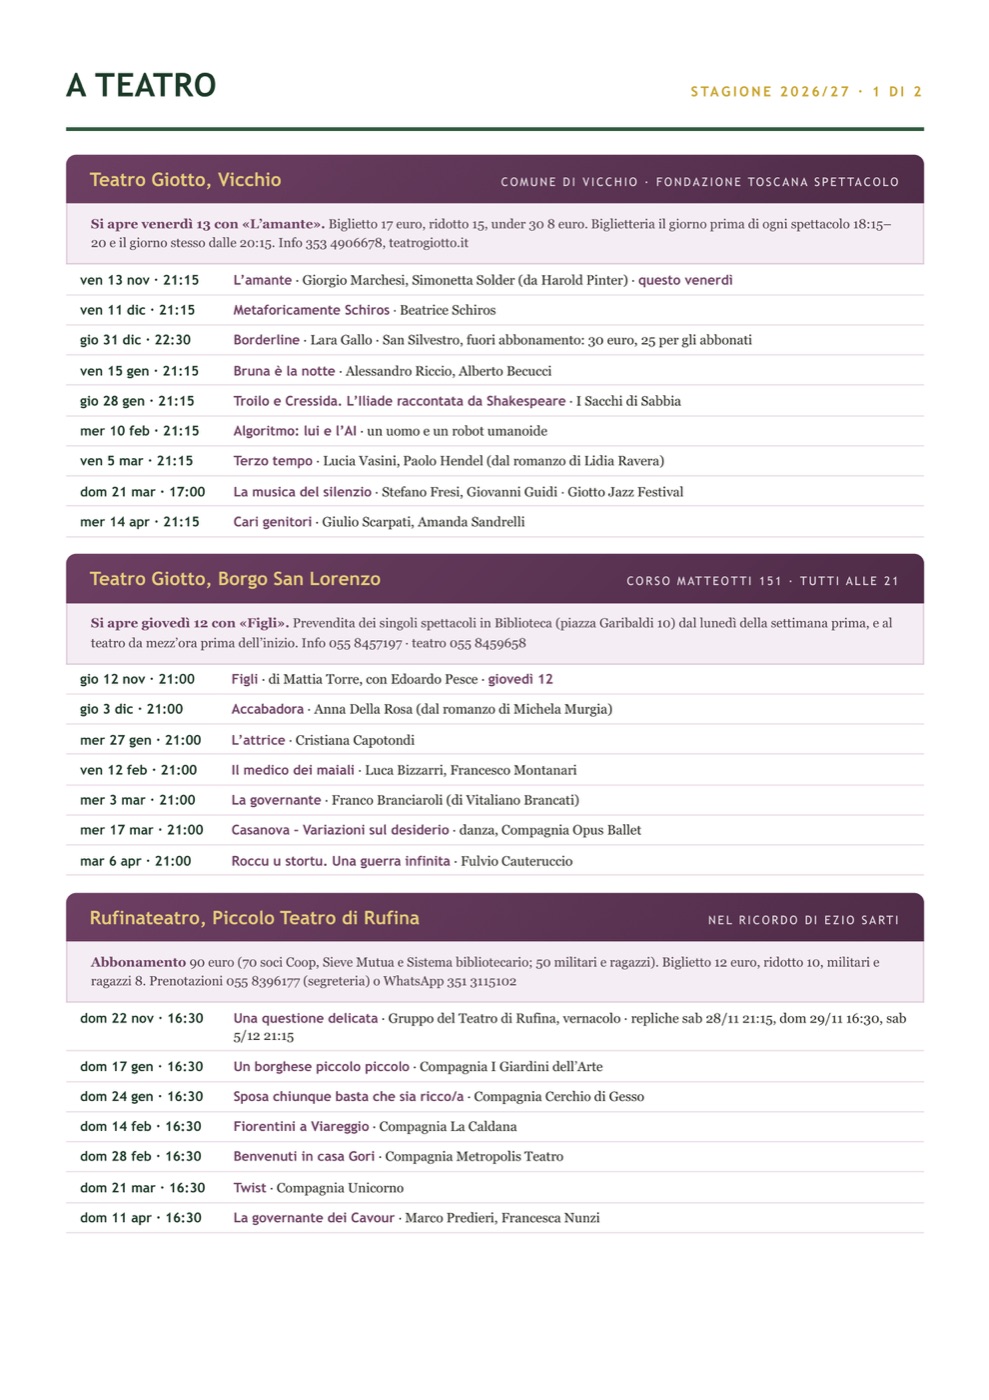 A TEATRO
STAGIONE 2026/27 · 1 DI 2
Teatro Giotto, Vicchio
COMUNE DI VICCHIO · FONDAZIONE TOSCANA SPETTACOLO
Si apre venerdì 13 con «L’amante». Biglietto 17 euro, ridotto 15, under 30 8 euro. Biglietteria il giorno prima di ogni spettacolo 18:15–
20 e il giorno stesso dalle 20:15. Info 353 4906678, teatrogiotto.it
ven 13 nov · 21:15 L’amante · Giorgio Marchesi, Simonetta Solder (da Harold Pinter) · questo venerdì
ven 11 dic · 21:15 Metaforicamente Schiros · Beatrice Schiros
gio 31 dic · 22:30 Borderline · Lara Gallo · San Silvestro, fuori abbonamento: 30 euro, 25 per gli abbonati
ven 15 gen · 21:15 Bruna è la notte · Alessandro Riccio, Alberto Becucci
gio 28 gen · 21:15 Troilo e Cressida. L’Iliade raccontata da Shakespeare · I Sacchi di Sabbia
mer 10 feb · 21:15 Algoritmo: lui e l’AI · un uomo e un robot umanoide
ven 5 mar · 21:15 Terzo tempo · Lucia Vasini, Paolo Hendel (dal romanzo di Lidia Ravera)
dom 21 mar · 17:00 La musica del silenzio · Stefano Fresi, Giovanni Guidi · Giotto Jazz Festival
mer 14 apr · 21:15 Cari genitori · Giulio Scarpati, Amanda Sandrelli
Teatro Giotto, Borgo San Lorenzo
CORSO MATTEOTTI 151 · TUTTI ALLE 21
Si apre giovedì 12 con «Figli». Prevendita dei singoli spettacoli in Biblioteca (piazza Garibaldi 10) dal lunedì della settimana prima, e al
teatro da mezz’ora prima dell’inizio. Info 055 8457197 · teatro 055 8459658
gio 12 nov · 21:00 Figli · di Mattia Torre, con Edoardo Pesce · giovedì 12
gio 3 dic · 21:00 Accabadora · Anna Della Rosa (dal romanzo di Michela Murgia)
mer 27 gen · 21:00 L’attrice · Cristiana Capotondi
ven 12 feb · 21:00 Il medico dei maiali · Luca Bizzarri, Francesco Montanari
mer 3 mar · 21:00 La governante · Franco Branciaroli (di Vitaliano Brancati)
mer 17 mar · 21:00 Casanova – Variazioni sul desiderio · danza, Compagnia Opus Ballet
mar 6 apr · 21:00 Roccu u stortu. Una guerra infinita · Fulvio Cauteruccio
Rufinateatro, Piccolo Teatro di Rufina
NEL RICORDO DI EZIO SARTI
Abbonamento 90 euro (70 soci Coop, Sieve Mutua e Sistema bibliotecario; 50 militari e ragazzi). Biglietto 12 euro, ridotto 10, militari e
ragazzi 8. Prenotazioni 055 8396177 (segreteria) o WhatsApp 351 3115102
dom 22 nov · 16:30 Una questione delicata · Gruppo del Teatro di Rufina, vernacolo · repliche sab 28/11 21:15, dom 29/11 16:30, sab
5/12 21:15
dom 17 gen · 16:30 Un borghese piccolo piccolo · Compagnia I Giardini dell’Arte
dom 24 gen · 16:30 Sposa chiunque basta che sia ricco/a · Compagnia Cerchio di Gesso
dom 14 feb · 16:30 Fiorentini a Viareggio · Compagnia La Caldana
dom 28 feb · 16:30 Benvenuti in casa Gori · Compagnia Metropolis Teatro
dom 21 mar · 16:30 Twist · Compagnia Unicorno
dom 11 apr · 16:30 La governante dei Cavour · Marco Predieri, Francesca Nunzi